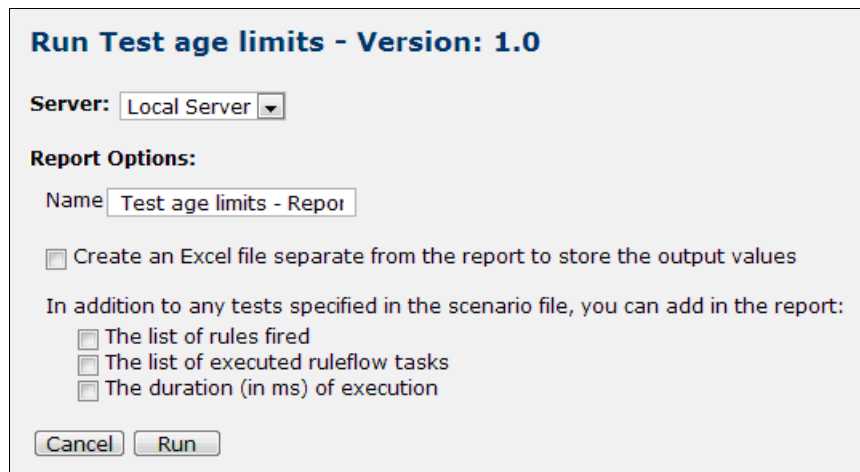 Run Test age limits - Version: 1.0
Server: Local Server
Report Options:
Name Test age limits - Repor
Create an Excel file separate from the report to store the output values
In addition to any tests specified in the scenario file, you can add in the report:
The list of rules fired
The list of executed ruleflow tasks
The duration (in ms) of execution
Cancel Run